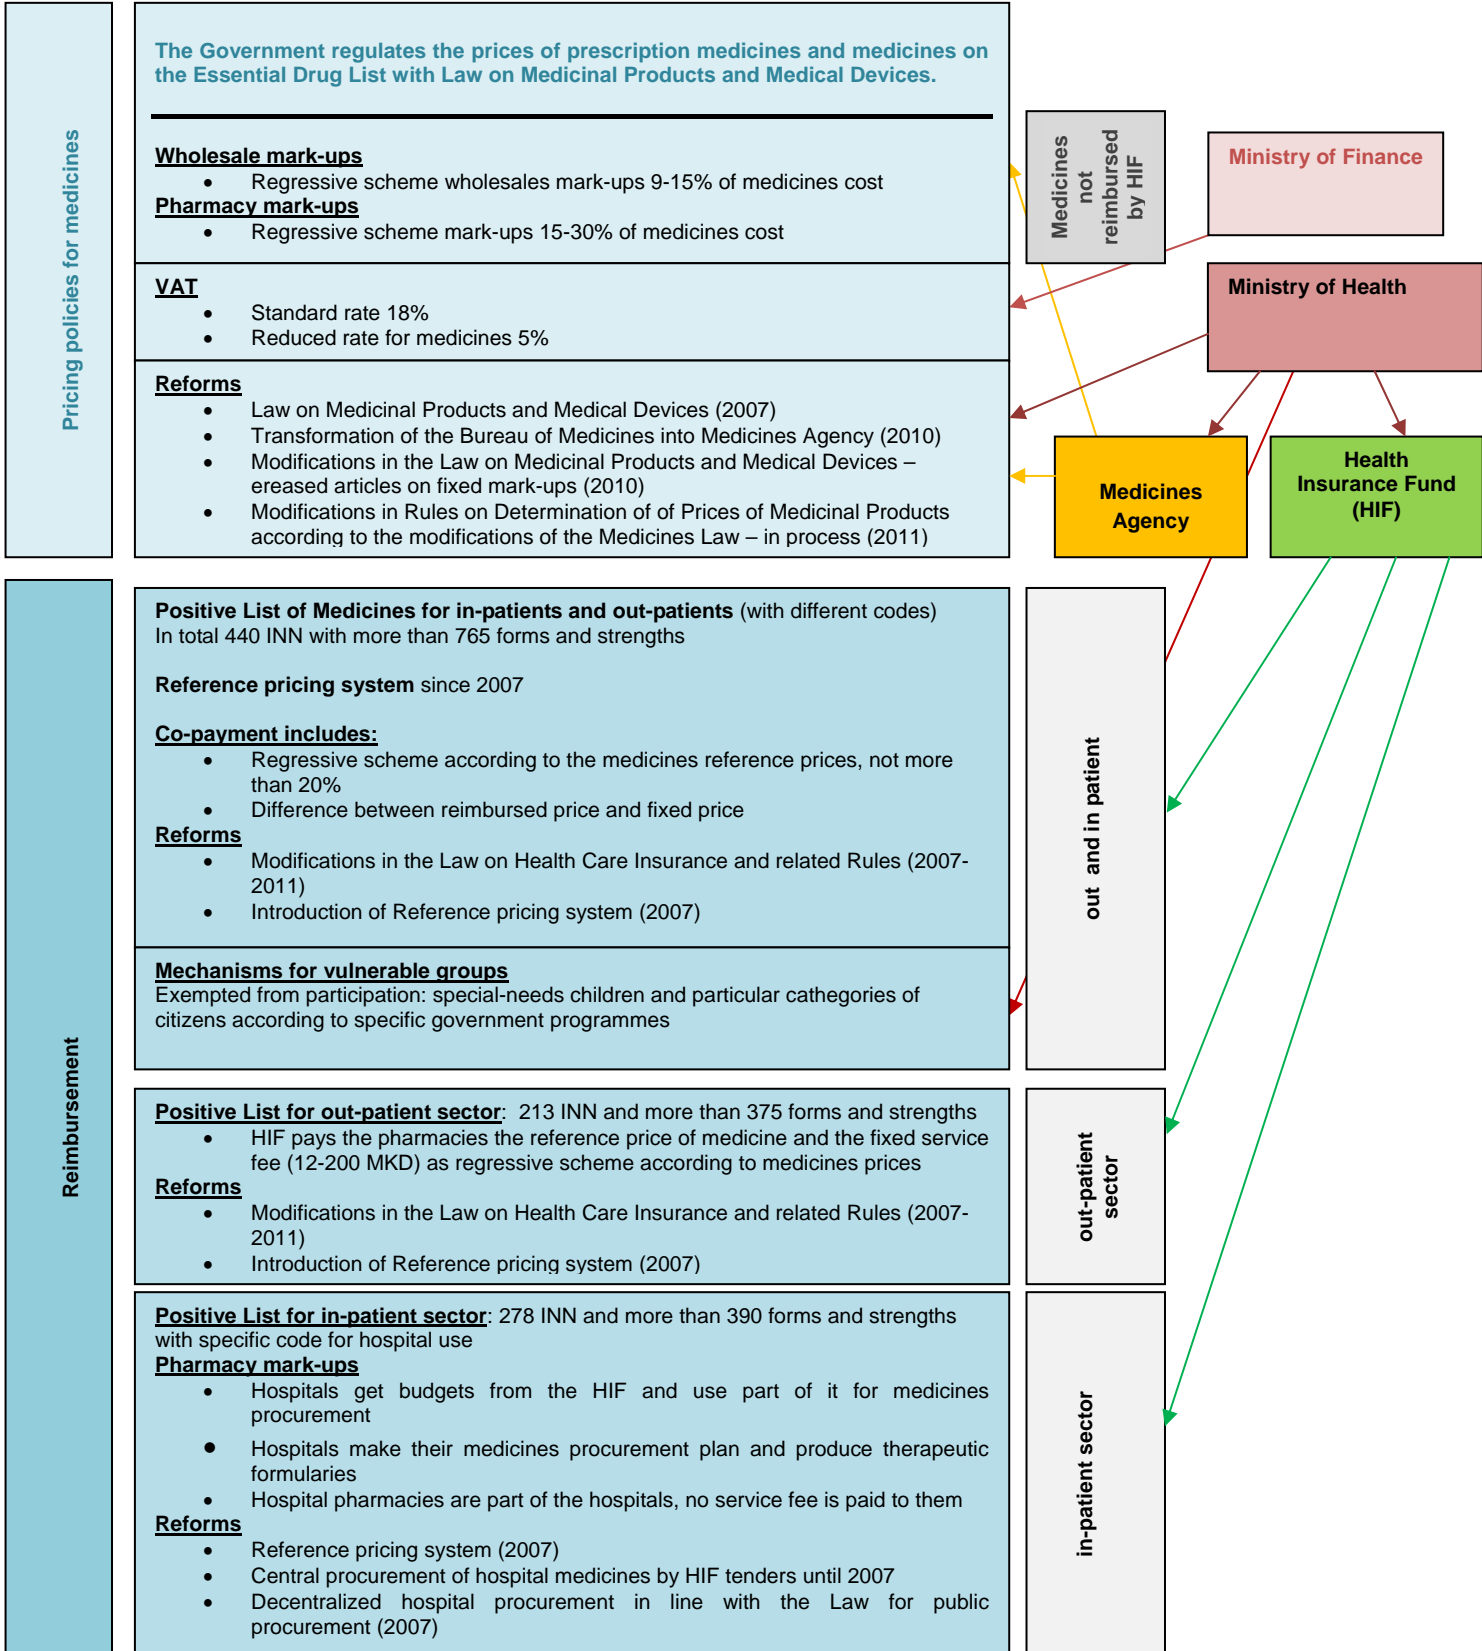 Pricing policies for medicines
The Government regulates the prices of prescription medicines and medicines on
the Essential Drug List with Law on Medicinal Products and Medical Devices.
Wholesale mark-ups
• Regressive scheme wholesales mark-ups 9-15% of medicines cost
Pharmacy mark-ups
• Regressive scheme mark-ups 15-30% of medicines cost
VAT
• Standard rate 18%
• Reduced rate for medicines 5%
Reforms
• Law on Medicinal Products and Medical Devices (2007)
• Transformation of the Bureau of Medicines into Medicines Agency (2010)
• Modifications in the Law on Medicinal Products and Medical Devices –
ereased articles on fixed mark-ups (2010)
• Modifications in Rules on Determination of of Prices of Medicinal Products
according to the modifications of the Medicines Law – in process (2011)
Medicines
not
reimbursed
by HIF
Ministry of Finance
Ministry of Health
Medicines
Agency
Health
Insurance Fund
(HIF)
Reimbursement
Positive List of Medicines for in-patients and out-patients (with different codes)
In total 440 INN with more than 765 forms and strengths
Reference pricing system since 2007
Co-payment includes:
• Regressive scheme according to the medicines reference prices, not more
than 20%
• Difference between reimbursed price and fixed price
Reforms
• Modifications in the Law on Health Care Insurance and related Rules (2007-
2011)
• Introduction of Reference pricing system (2007)
Mechanisms for vulnerable groups
Exempted from participation: special-needs children and particular cathegories of
citizens according to specific government programmes
out and in patient
Positive List for out-patient sector: 213 INN and more than 375 forms and strengths
• HIF pays the pharmacies the reference price of medicine and the fixed service
fee (12-200 MKD) as regressive scheme according to medicines prices
Reforms
• Modifications in the Law on Health Care Insurance and related Rules (2007-
2011)
• Introduction of Reference pricing system (2007)
out-patient
sector
Positive List for in-patient sector: 278 INN and more than 390 forms and strengths
with specific code for hospital use
Pharmacy mark-ups
• Hospitals get budgets from the HIF and use part of it for medicines
procurement
• Hospitals make their medicines procurement plan and produce therapeutic
formularies
• Hospital pharmacies are part of the hospitals, no service fee is paid to them
Reforms
• Reference pricing system (2007)
• Central procurement of hospital medicines by HIF tenders until 2007
• Decentralized hospital procurement in line with the Law for public
procurement (2007)
in-patient sector